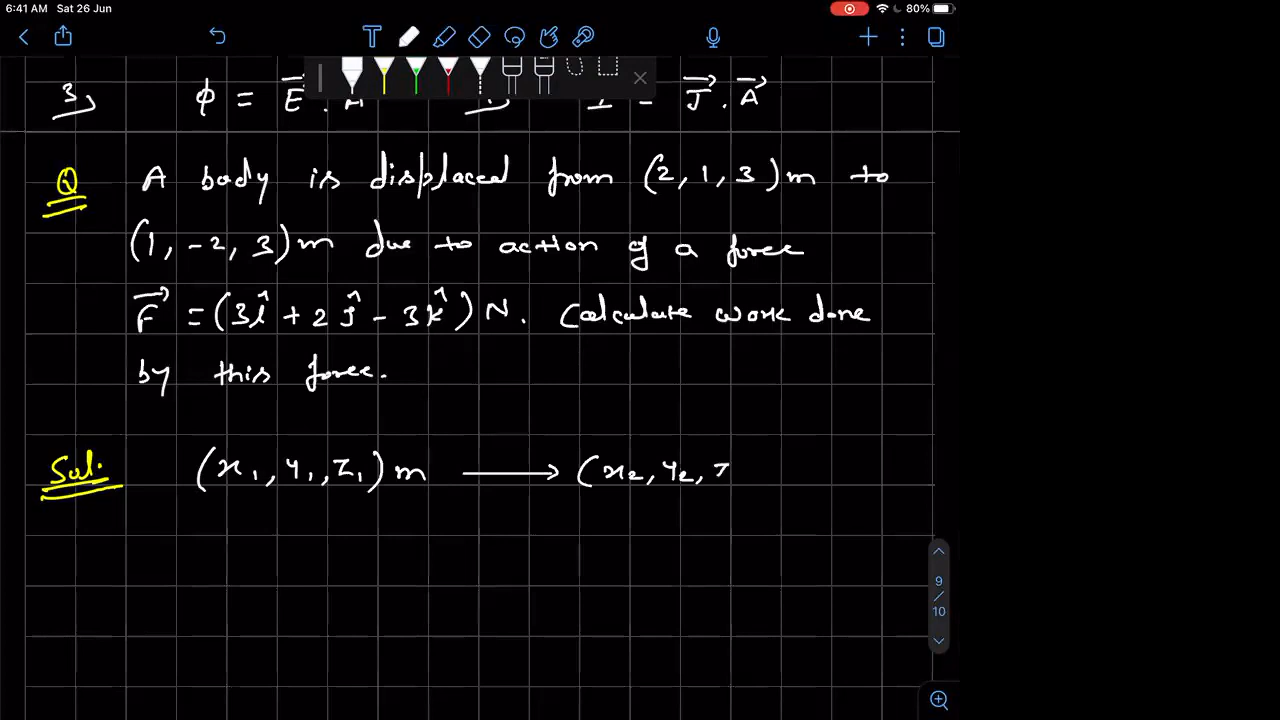 6:41 AM Sat 26 Jun
80%
3, ϕ = E⃗ . A = J⃗ . A⃗
Q A body is displaced from (2, 1, 3)m to
(1, -2, 3)m due to action of a force
F⃗ = (3î + 2ĵ - 3k̂) N. Calculate work done
by this force.
Sol. (x₁, y₁, z₁)m ⟶ (x₂, y₂,
9
/
10